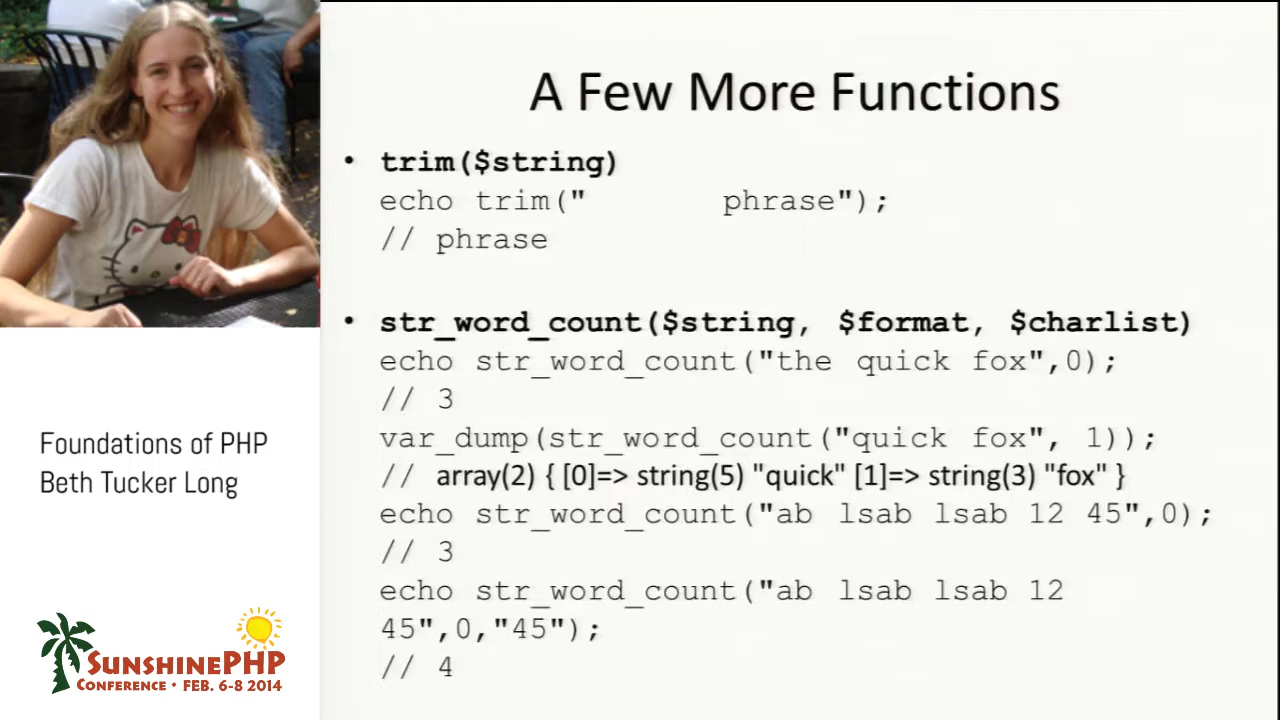 A Few More Functions
• trim($string)
echo trim("       phrase");
// phrase
• str_word_count($string, $format, $charlist)
echo str_word_count("the quick fox",0);
// 3
var_dump(str_word_count("quick fox", 1));
// array(2) { [0]=> string(5) "quick" [1]=> string(3) "fox" }
echo str_word_count("ab lsab lsab 12 45",0);
// 3
echo str_word_count("ab lsab lsab 12
45",0,"45");
// 4
Foundations of PHP
Beth Tucker Long
SUNSHINEPHP
CONFERENCE • FEB. 6-8 2014